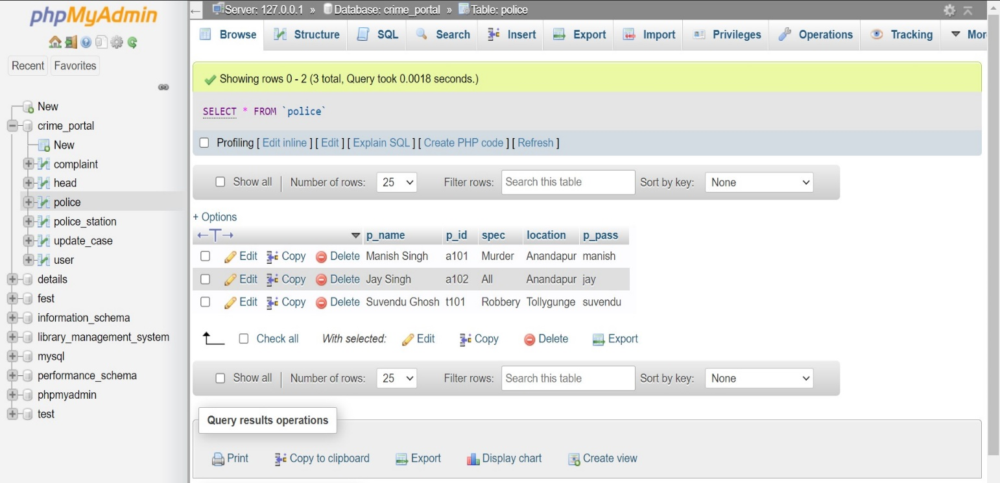 phpMyAdmin
Recent Favorites
New
crime_portal
New
complaint
head
police
police_station
update_case
user
details
fest
information_schema
library_management_system
mysql
performance_schema
phpmyadmin
test
Server: 127.0.0.1 » Database: crime_portal » Table: police
Browse Structure SQL Search Insert Export Import Privileges Operations Tracking Mor
Showing rows 0 - 2 (3 total, Query took 0.0018 seconds.)
SELECT * FROM `police`
Profiling [ Edit inline ] [ Edit ] [ Explain SQL ] [ Create PHP code ] [ Refresh ]
Show all | Number of rows: 25 Filter rows: Search this table Sort by key: None
+ Options
←T→ p_name p_id spec location p_pass
Edit Copy Delete Manish Singh a101 Murder Anandapur manish
Edit Copy Delete Jay Singh a102 All Anandapur jay
Edit Copy Delete Suvendu Ghosh t101 Robbery Tollygunge suvendu
Check all With selected: Edit Copy Delete Export
Show all | Number of rows: 25 Filter rows: Search this table Sort by key: None
Query results operations
Print Copy to clipboard Export Display chart Create view